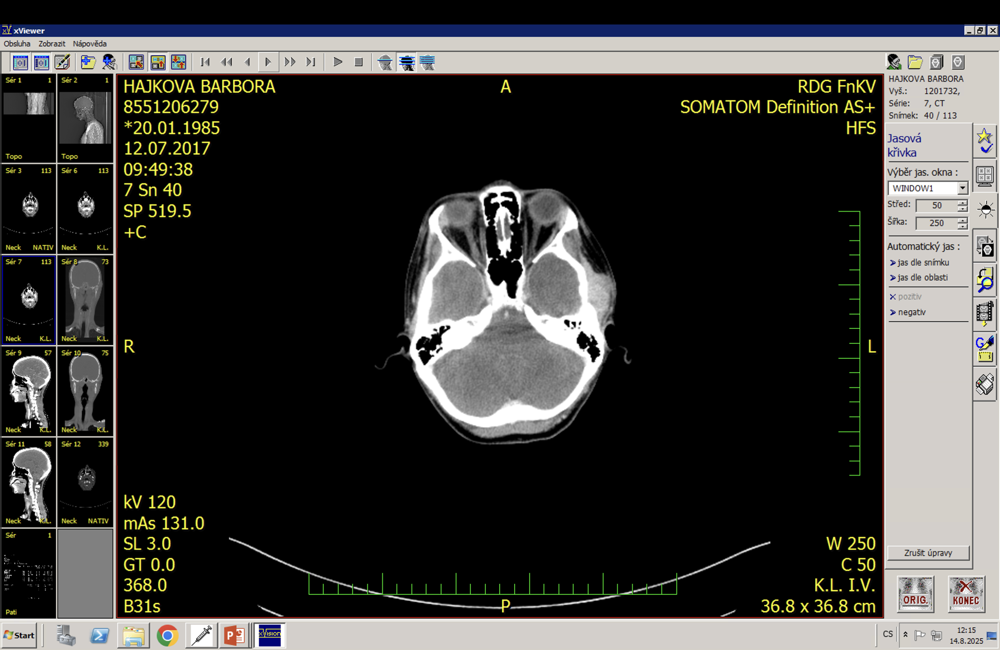 xViewer
Obsluha Zobrazit Nápověda
Sér 1 1
Topo
Sér 2 1
Topo
Sér 3 113
Neck NATIV
Sér 6 113
Neck K.L.
Sér 7 113
Neck K.L.
Sér 8 73
Neck K.L.
Sér 9 57
Neck K.L.
Sér 10 75
Neck K.L.
Sér 11 58
Neck K.L.
Sér 12 339
Neck NATIV
Sér 1
Pati
HAJKOVA BARBORA
8551206279
*20.01.1985
12.07.2017
09:49:38
7 Sn 40
SP 519.5
+C
A
RDG FnKV
SOMATOM Definition AS+
HFS
R
L
kV 120
mAs 131.0
SL 3.0
GT 0.0
368.0
B31s
P
W 250
C 50
K.L. I.V.
36.8 x 36.8 cm
HAJKOVA BARBORA
Vyš.: 1201732,
Série: 7, CT
Snímek: 40 / 113
Jasová
křivka
Výběr jas. okna :
WINDOW1
Střed: 50
Šířka: 250
Automatický jas :
jas dle snímku
jas dle oblasti
pozitiv
negativ
Zrušit úpravy
ORIG.
KONEC
Start
xVision
CS
12:15
14.8.2025